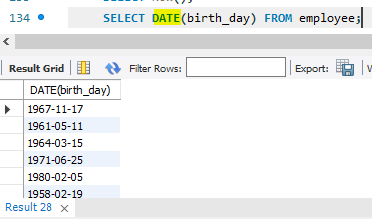 134 SELECT DATE(birth_day) FROM employee;
Result Grid Filter Rows: Export:
DATE(birth_day)
1967-11-17
1961-05-11
1964-03-15
1971-06-25
1980-02-05
1958-02-19
Result 28 ×